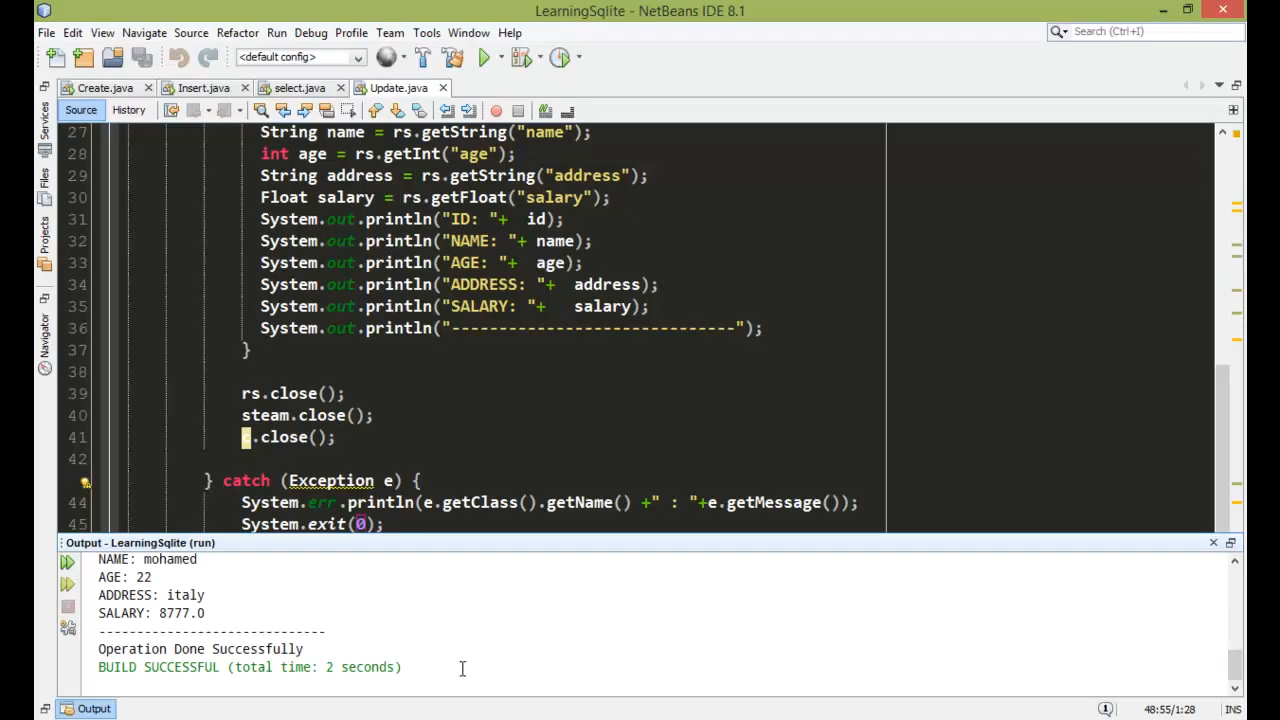 LearningSqlite - NetBeans IDE 8.1
File Edit View Navigate Source Refactor Run Debug Profile Team Tools Window Help
Search (Ctrl+I)
<default config>
Create.java Insert.java select.java Update.java
Source History
Services
Files
Projects
Navigator
27 String name = rs.getString("name");
28 int age = rs.getInt("age");
29 String address = rs.getString("address");
30 Float salary = rs.getFloat("salary");
31 System.out.println("ID: "+ id);
32 System.out.println("NAME: "+ name);
33 System.out.println("AGE: "+ age);
34 System.out.println("ADDRESS: "+ address);
35 System.out.println("SALARY: "+ salary);
36 System.out.println("------------------------------");
37 }
38
39 rs.close();
40 steam.close();
41 c.close();
42
} catch (Exception e) {
44 System.err.println(e.getClass().getName() +" : "+e.getMessage());
45 System.exit(0);
Output - LearningSqlite (run)
NAME: mohamed
AGE: 22
ADDRESS: italy
SALARY: 8777.0
------------------------------
Operation Done Successfully
BUILD SUCCESSFUL (total time: 2 seconds)
Output
48:55/1:28 INS